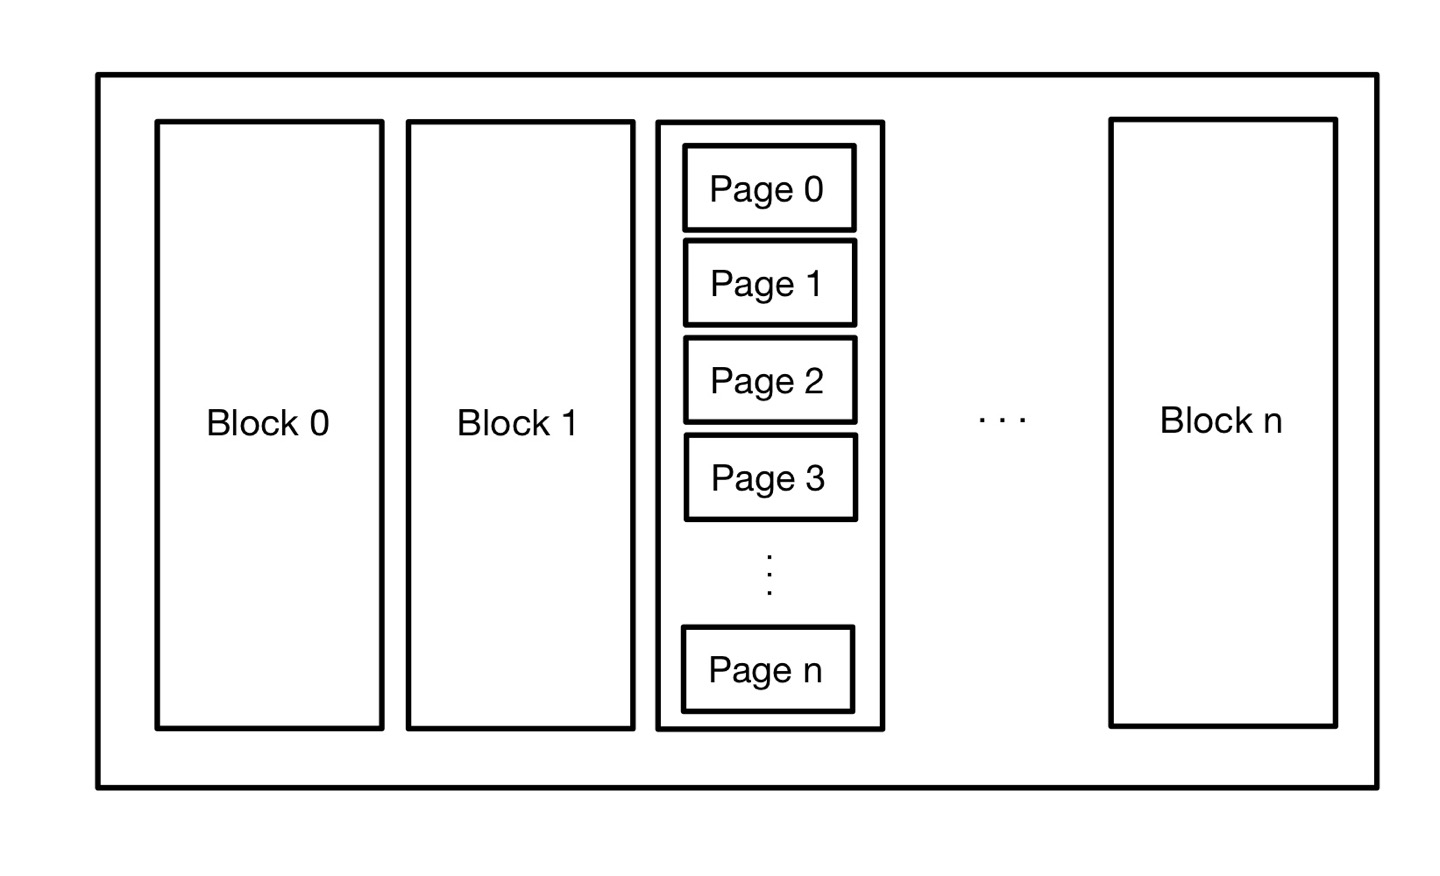 Block 0
Block 1
Page 0
Page 1
Page 2
Page 3
.
.
.
Page n
. . .
Block n